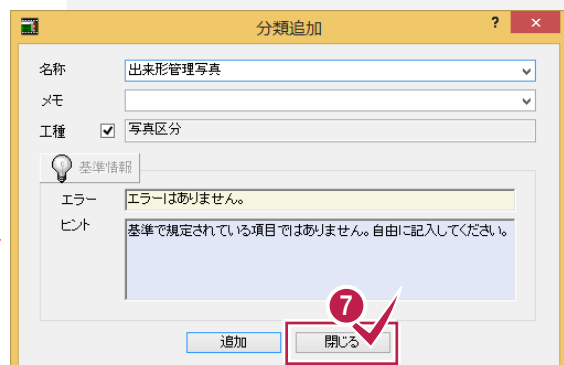 分類追加
? ×
名称 出来形管理写真
メモ
工種 写真区分
基準情報
エラー エラーはありません。
ヒント 基準で規定されている項目ではありません。自由に記入してください。
7
追加 閉じる